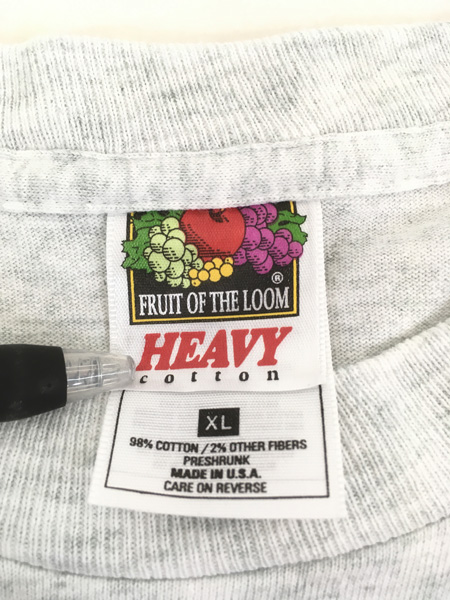 ®
FRUIT OF THE LOOM
HEAVY
cotton
XL
98% COTTON/2% OTHER FIBERS
PRESHRUNK
MADE IN U.S.A.
CARE ON REVERSE